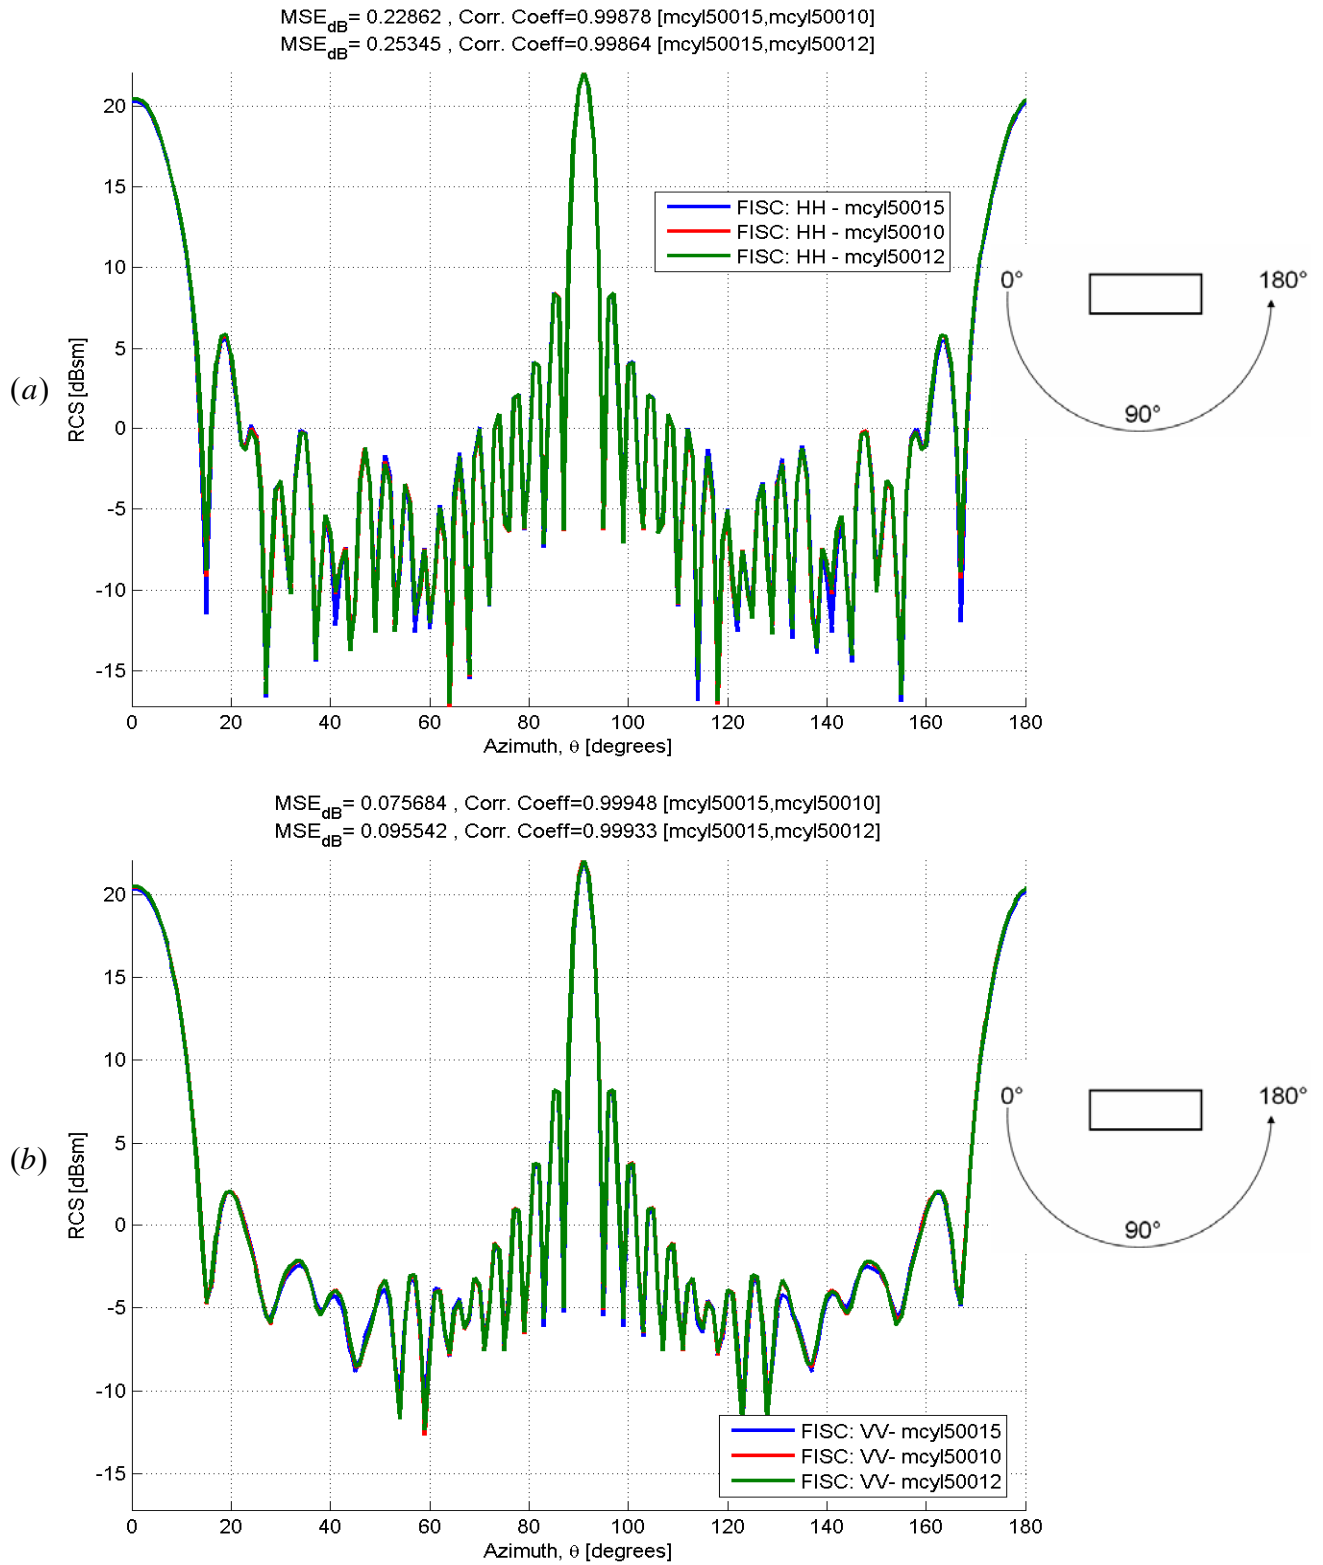 MSEdB= 0.22862 , Corr. Coeff=0.99878 [mcyl50015,mcyl50010]
MSEdB= 0.25345 , Corr. Coeff=0.99864 [mcyl50015,mcyl50012]
20
15
10
5
0
-5
-10
-15
RCS [dBsm]
(a)
FISC: HH - mcyl50015
FISC: HH - mcyl50010
FISC: HH - mcyl50012
0° 180°
90°
0 20 40 60 80 100 120 140 160 180
Azimuth, θ [degrees]
MSEdB= 0.075684 , Corr. Coeff=0.99948 [mcyl50015,mcyl50010]
MSEdB= 0.095542 , Corr. Coeff=0.99933 [mcyl50015,mcyl50012]
20
15
10
5
0
-5
-10
-15
RCS [dBsm]
(b)
0° 180°
90°
FISC: VV- mcyl50015
FISC: VV- mcyl50010
FISC: VV- mcyl50012
0 20 40 60 80 100 120 140 160 180
Azimuth, θ [degrees]